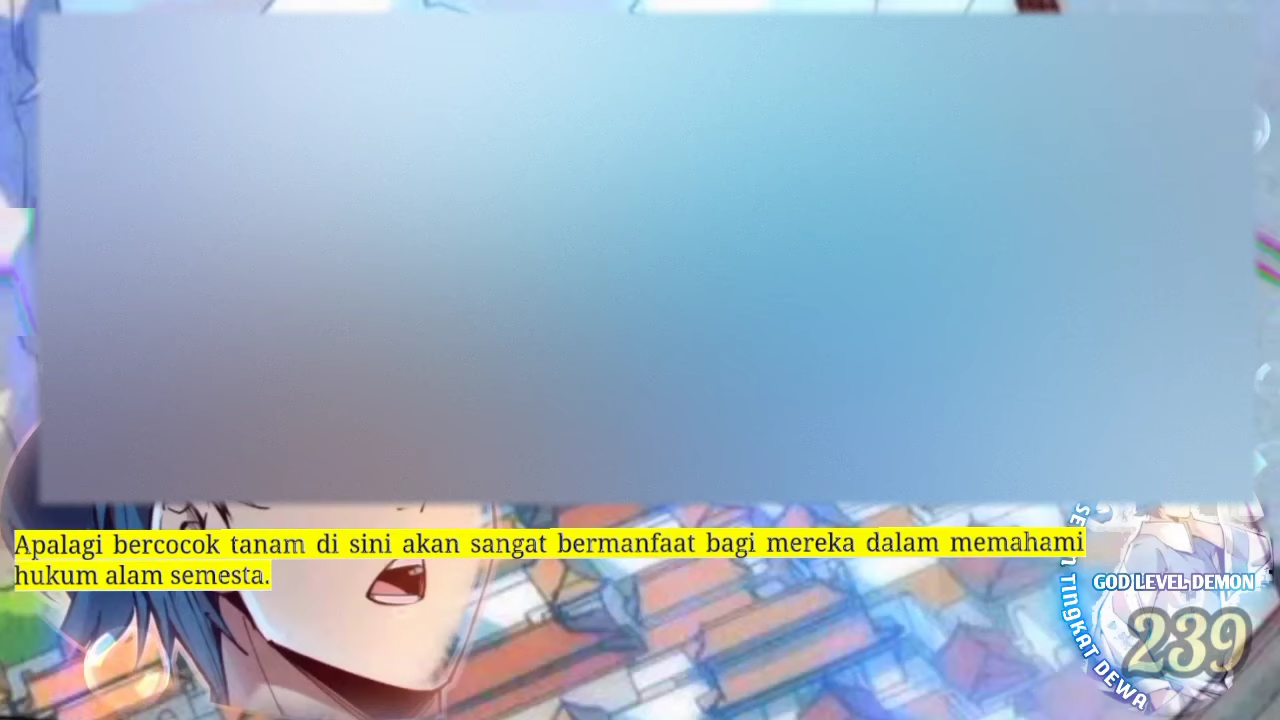 Apalagi bercocok tanam di sini akan sangat bermanfaat bagi mereka dalam memahami
hukum alam semesta.
GOD LEVEL DEMON
239
TINGKAT DEWA